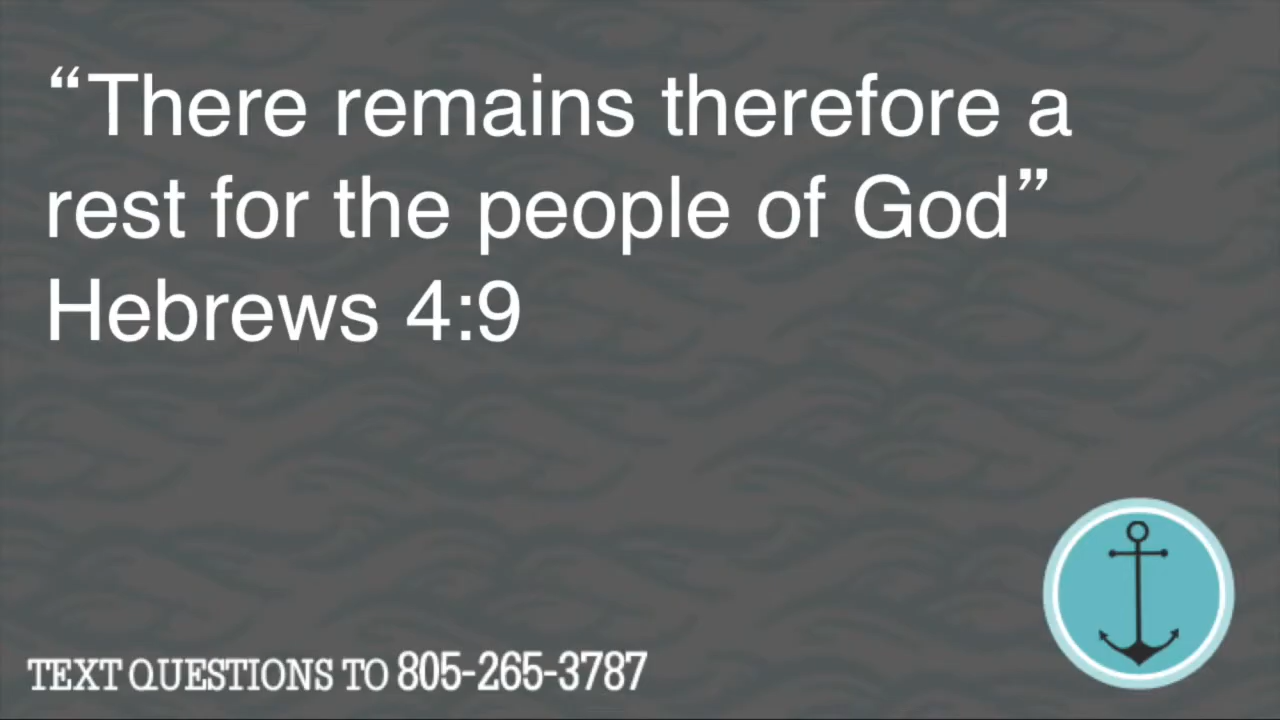 “There remains therefore a
rest for the people of God”
Hebrews 4:9
TEXT QUESTIONS TO 805-265-3787